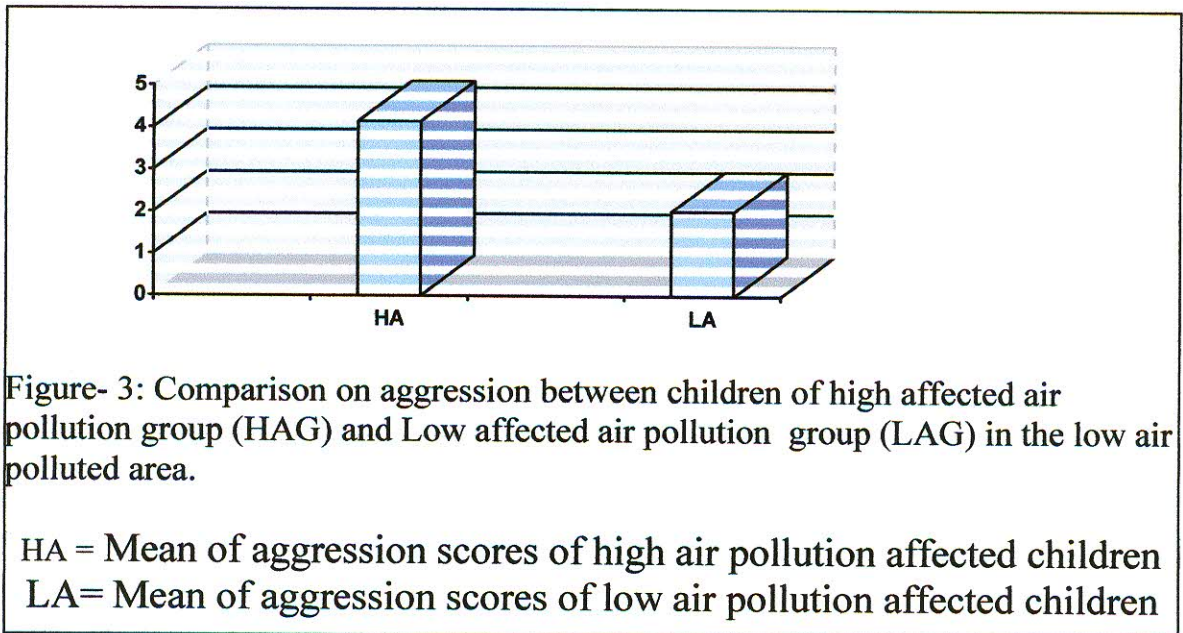 5
4
3
2
1
0
HA LA
Figure- 3: Comparison on aggression between children of high affected air
pollution group (HAG) and Low affected air pollution group (LAG) in the low air
polluted area.
HA = Mean of aggression scores of high air pollution affected children
LA= Mean of aggression scores of low air pollution affected children